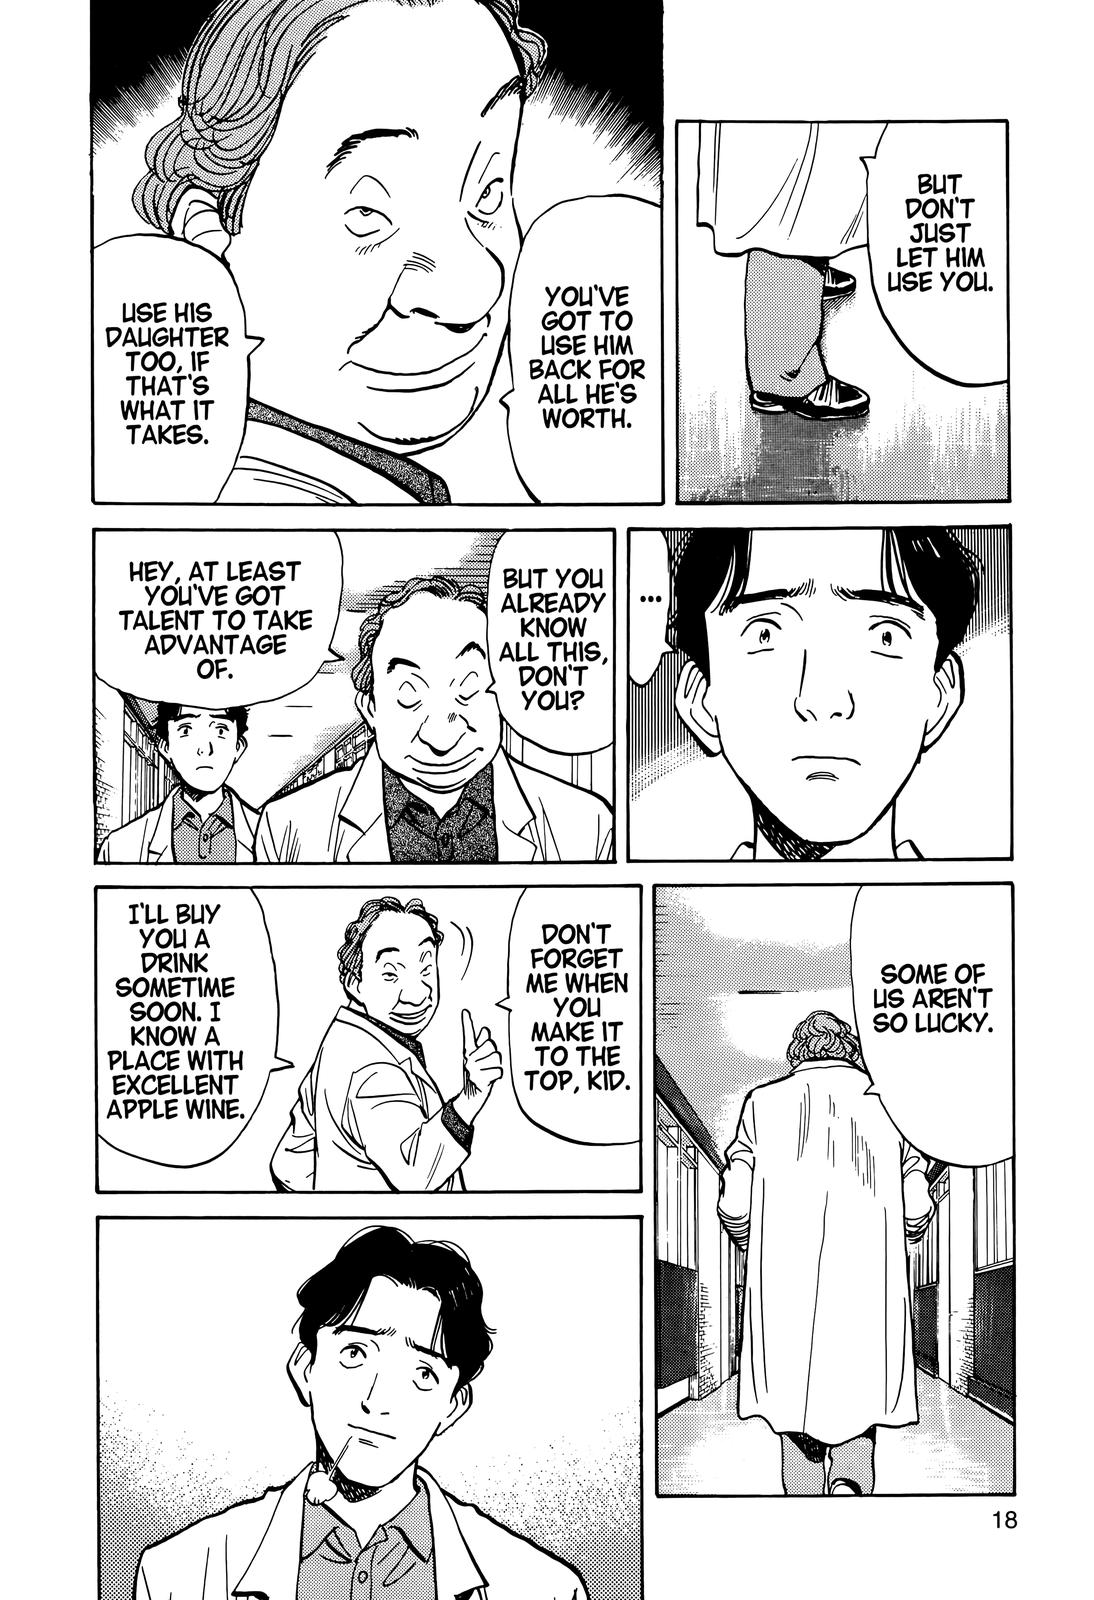 BUT
DON'T
JUST
LET HIM
USE YOU.
YOU'VE
GOT TO
USE HIM
BACK FOR
ALL HE'S
WORTH.
USE HIS
DAUGHTER
TOO, IF
THAT'S
WHAT IT
TAKES.
...
BUT YOU
ALREADY
KNOW
ALL THIS,
DON'T
YOU?
HEY, AT LEAST
YOU'VE GOT
TALENT TO TAKE
ADVANTAGE
OF.
SOME OF
US AREN'T
SO LUCKY.
DON'T
FORGET
ME WHEN
YOU
MAKE IT
TO THE
TOP, KID.
I'LL BUY
YOU A
DRINK
SOMETIME
SOON. I
KNOW A
PLACE WITH
EXCELLENT
APPLE WINE.
18